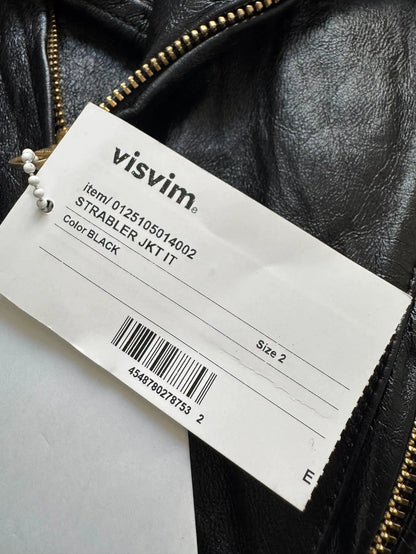 visvim®
item/ 0125105014002
STRABLER JKT IT
Color BLACK
Size 2
4548780278753 2
E